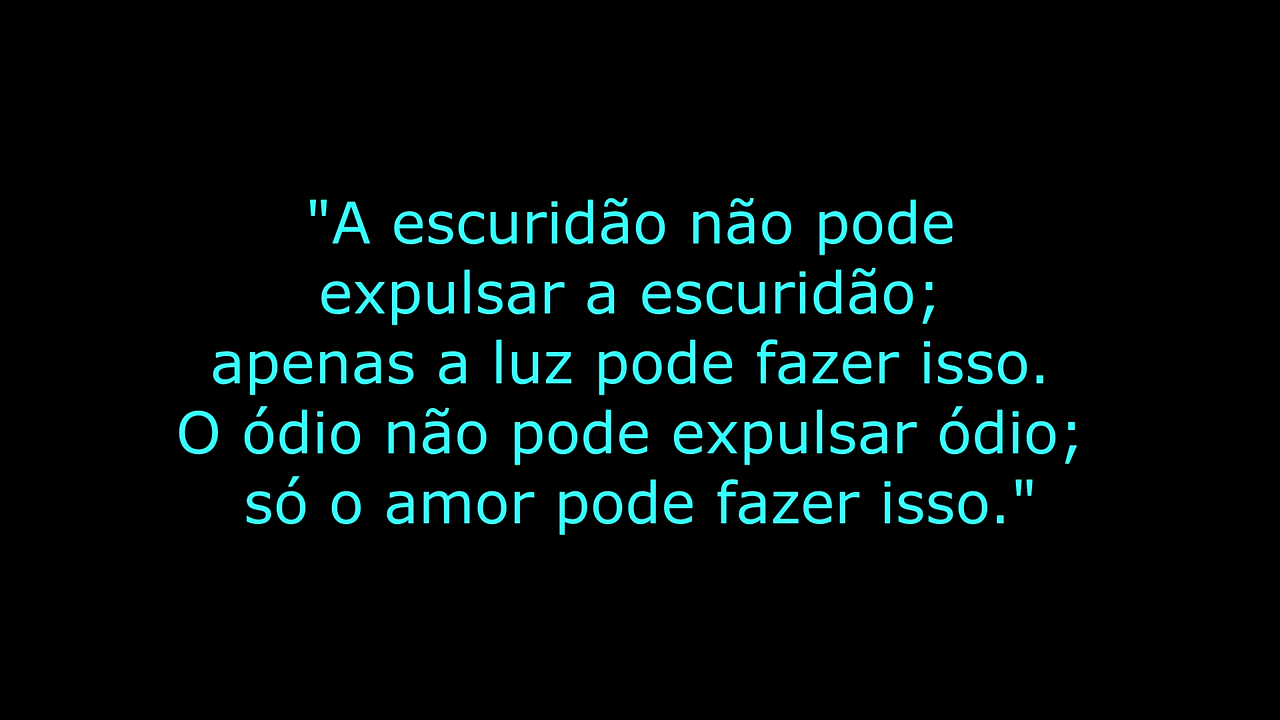 "A escuridão não pode
expulsar a escuridão;
apenas a luz pode fazer isso.
O ódio não pode expulsar ódio;
só o amor pode fazer isso."